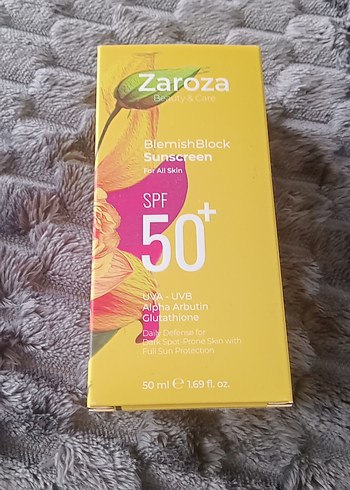 Zaroza
Beauty & Care
BlemishBlock
Sunscreen
For All Skin
SPF
50+
UVA - UVB
Alpha Arbutin
Glutathione
Daily Defense for
Dark Spot-Prone Skin with
Full Sun Protection
50 ml ℮ 1.69 fl. oz.